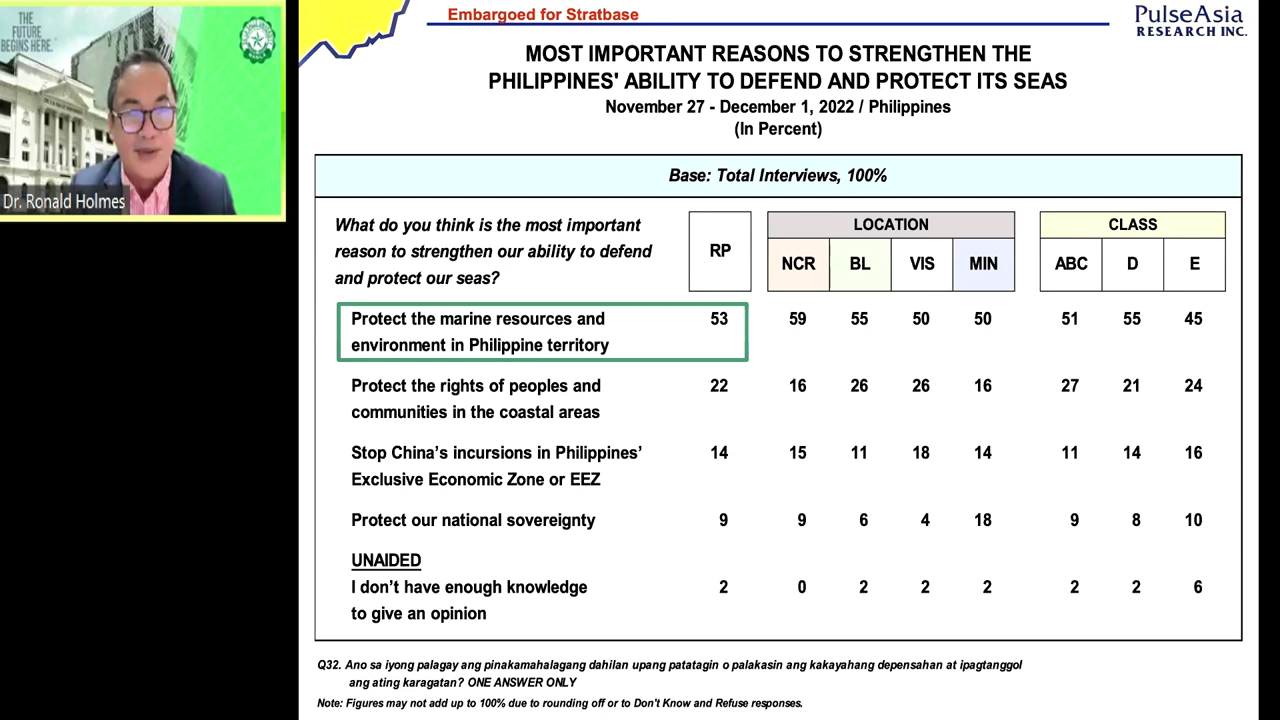 THE
FUTURE
BEGINS HERE.
Dr. Ronald Holmes
Embargoed for Stratbase
PulseAsia
RESEARCH INC.
MOST IMPORTANT REASONS TO STRENGTHEN THE
PHILIPPINES' ABILITY TO DEFEND AND PROTECT ITS SEAS
November 27 - December 1, 2022 / Philippines
(In Percent)
Base: Total Interviews, 100%
What do you think is the most important
reason to strengthen our ability to defend
and protect our seas?
RP
LOCATION
NCR BL VIS MIN
CLASS
ABC D E
Protect the marine resources and
environment in Philippine territory
53 59 55 50 50 51 55 45
Protect the rights of peoples and
communities in the coastal areas
22 16 26 26 16 27 21 24
Stop China's incursions in Philippines'
Exclusive Economic Zone or EEZ
14 15 11 18 14 11 14 16
Protect our national sovereignty 9 9 6 4 18 9 8 10
UNAIDED
I don't have enough knowledge
to give an opinion
2 0 2 2 2 2 2 6
Q32. Ano sa iyong palagay ang pinakamahalagang dahilan upang patatagin o palakasin ang kakayahang depensahan at ipagtanggol
ang ating karagatan? ONE ANSWER ONLY
Note: Figures may not add up to 100% due to rounding off or to Don't Know and Refuse responses.